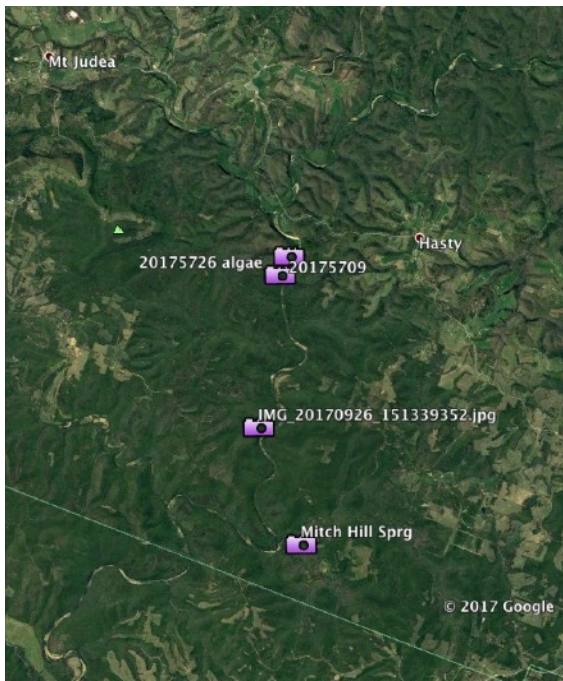 Mt Judea
Hasty
20175726 algae
20175709
IMG_20170926_151339352.jpg
Mitch Hill Sprg
© 2017 Google